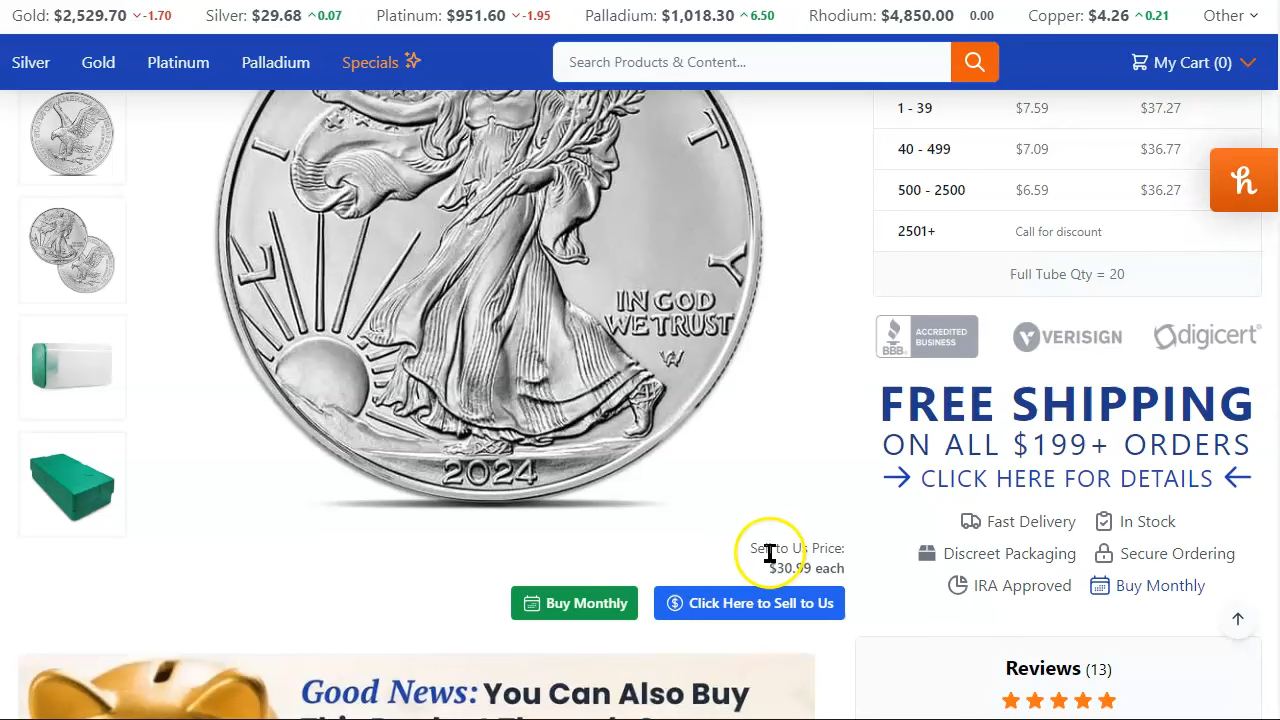 Gold: $2,529.70 -1.70 Silver: $29.68 0.07 Platinum: $951.60 -1.95 Palladium: $1,018.30 6.50 Rhodium: $4,850.00 0.00 Copper: $4.26 0.21 Other
Silver Gold Platinum Palladium Specials Search Products & Content... My Cart (0)
1 - 39 $7.59 $37.27
40 - 499 $7.09 $36.77
500 - 2500 $6.59 $36.27
2501+ Call for discount
Full Tube Qty = 20
L I T Y
IN GOD
WE TRUST
2024
BBB ACCREDITED
BUSINESS
VERISIGN
digicert
FREE SHIPPING
ON ALL $199+ ORDERS
CLICK HERE FOR DETAILS
Fast Delivery In Stock
Discreet Packaging Secure Ordering
IRA Approved Buy Monthly
Sell to Us Price:
$30.99 each
Buy Monthly Click Here to Sell to Us
Reviews (13)
Good News: You Can Also Buy